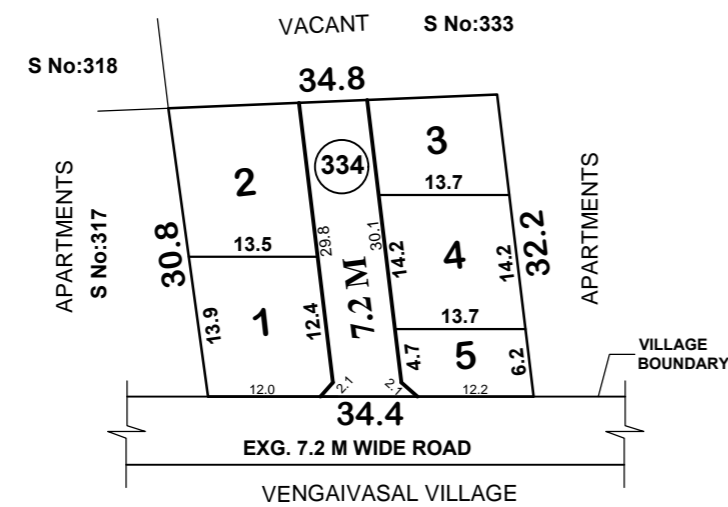 VACANT
S No:333
S No:318
34.8
3
334
2
13.7
APARTMENTS
S No:317
30.8
13.5
29.8
30.1
14.2
4
14.2
32.2
APARTMENTS
13.9
1
12.4
7.2 M
13.7
4.7
5
6.2
VILLAGE
BOUNDARY
12.0
2.1
2.1
12.2
34.4
EXG. 7.2 M WIDE ROAD
VENGAIVASAL VILLAGE